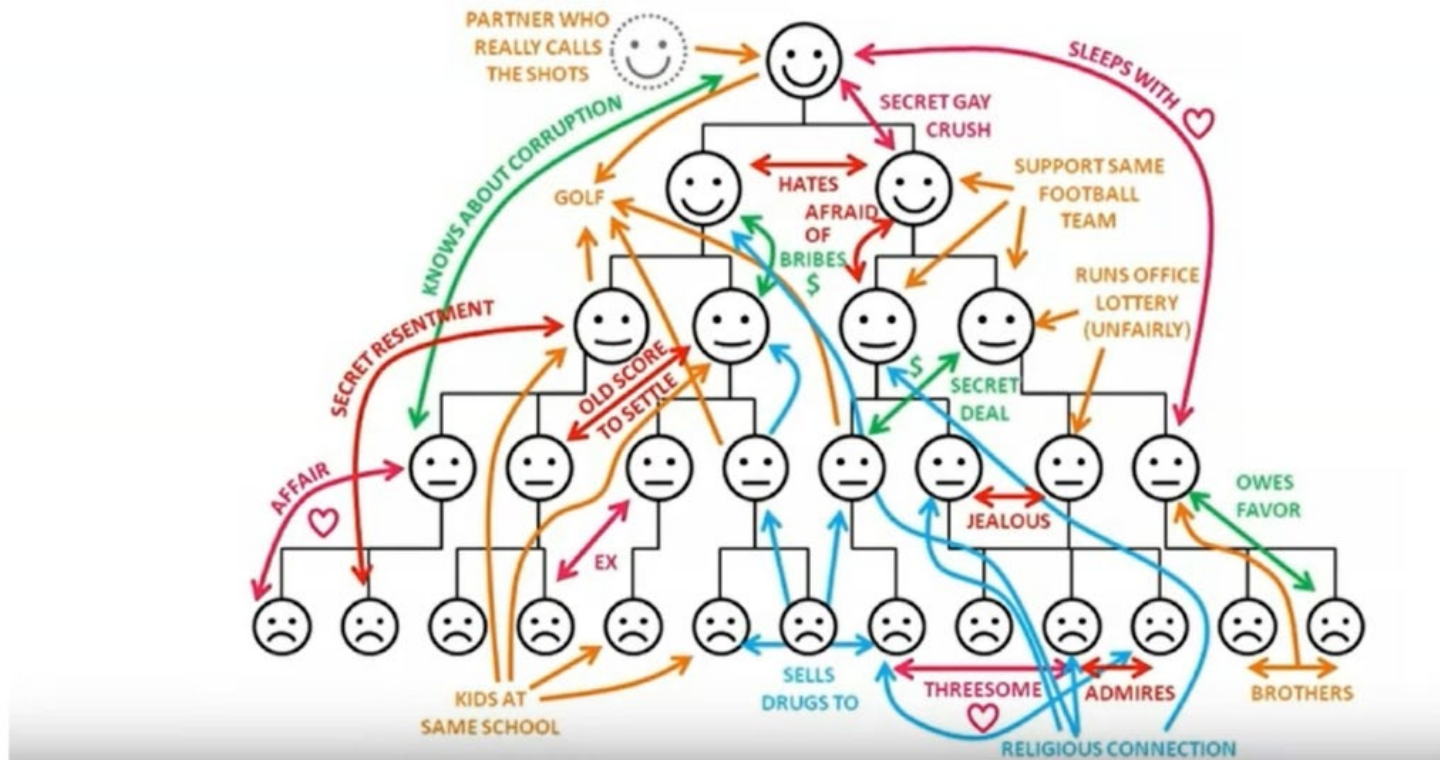 PARTNER WHO
REALLY CALLS
THE SHOTS
SLEEPS WITH
SECRET GAY
CRUSH
KNOWS ABOUT CORRUPTION
HATES
SUPPORT SAME
FOOTBALL
TEAM
GOLF
AFRAID
OF
BRIBES
$
RUNS OFFICE
LOTTERY
(UNFAIRLY)
SECRET RESENTMENT
OLD SCORE
TO SETTLE
$
SECRET
DEAL
AFFAIR
JEALOUS
OWES
FAVOR
EX
SELLS
DRUGS TO
THREESOME
ADMIRES
BROTHERS
KIDS AT
SAME SCHOOL
RELIGIOUS CONNECTION